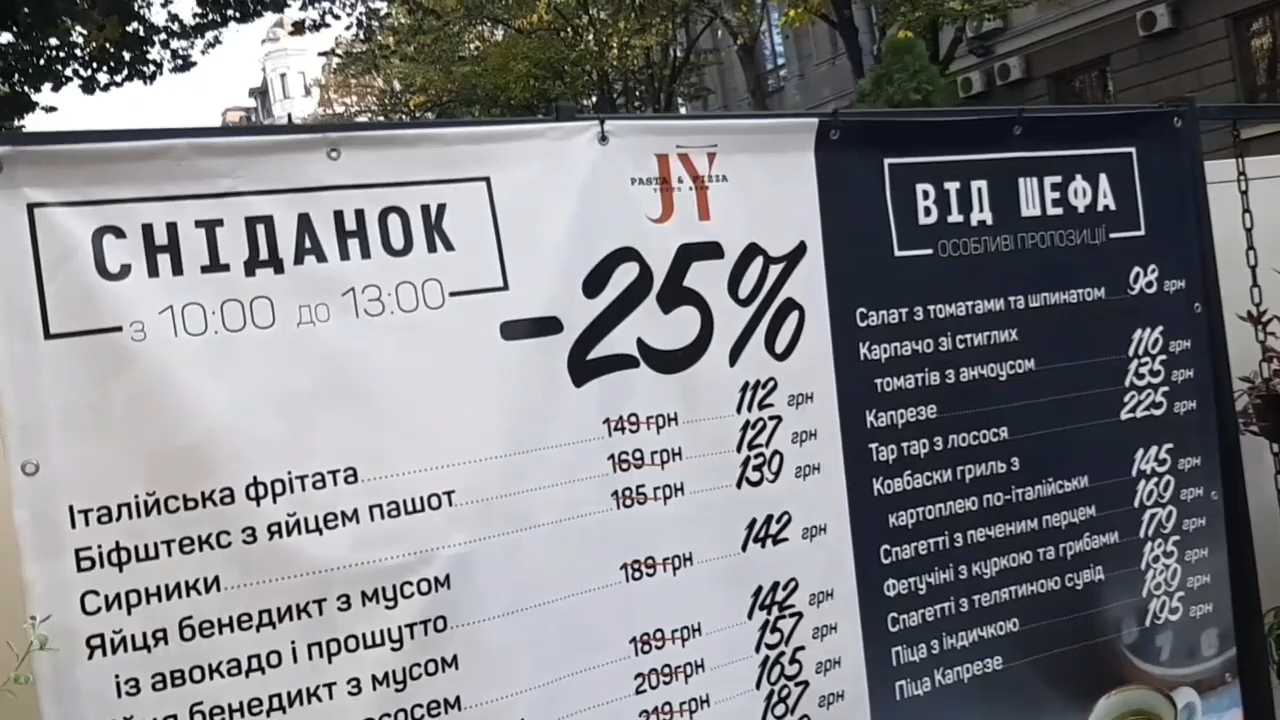 JY
PASTA & PIZZA
СНІДАНОК
з 10:00 до 13:00
-25%
Італійська фрітата 149 грн 112 грн
Біфштекс з яйцем пашот 169 грн 127 грн
Сирники 185 грн 139 грн
Яйця бенедикт з мусом
із авокадо і прошутто 189 грн 142 грн
бенедикт з мусом
189 грн 142 грн
209 грн 157 грн
219 грн 165 грн
187 грн
ВІД ШЕФА
ОСОБЛИВІ ПРОПОЗИЦІЇ
Салат з томатами та шпинатом 98 грн
Карпачо зі стиглих
томатів з анчоусом 116 грн
Капрезе 135 грн
Тар тар з лосося 225 грн
Ковбаски гриль з
картоплею по-італійськи 145 грн
Спагетті з печеним перцем 169 грн
Фетучіні з куркою та грибами 179 грн
Спагетті з телятиною сувід 185 грн
Піца з індичкою 189 грн
Піца Капрезе 195 грн